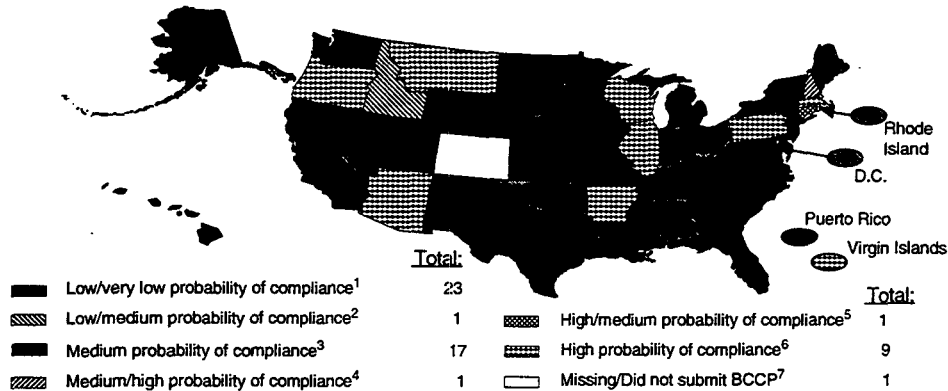 Rhode
Island
D.C.
Puerto Rico
Virgin Islands
Total:
Low/very low probability of compliance1 23
Low/medium probability of compliance2 1
Medium probability of compliance3 17
Medium/high probability of compliance4 1
Total:
High/medium probability of compliance5 1
High probability of compliance6 9
Missing/Did not submit BCCP7 1